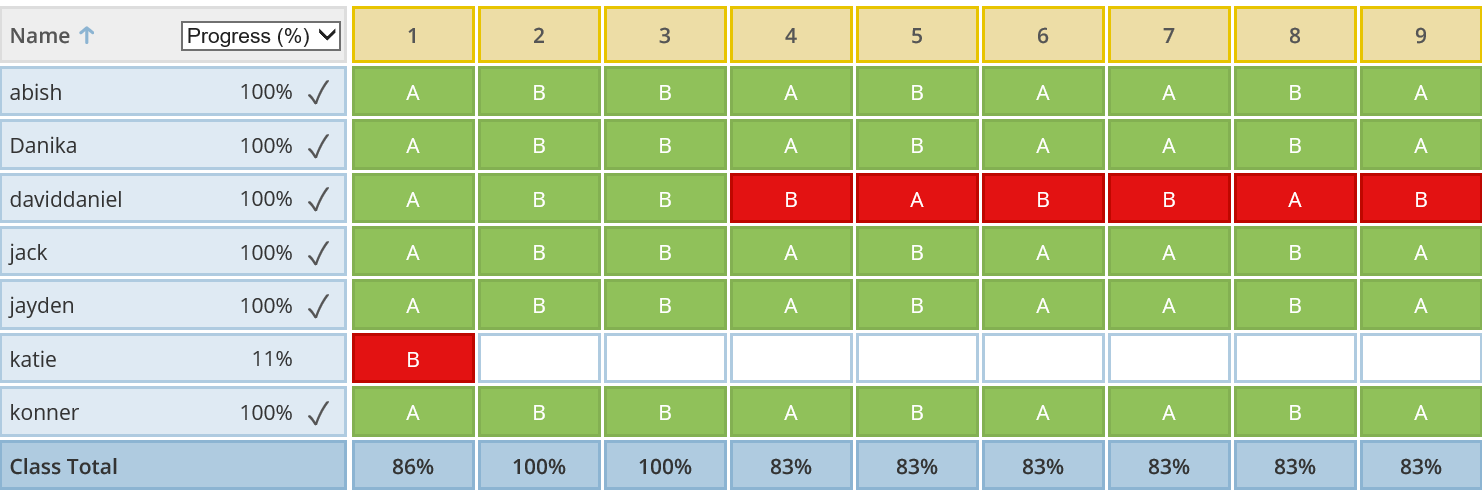 Name ↑ Progress (%) 1 2 3 4 5 6 7 8 9
abish 100% ✓ A B B A B A A B A
Danika 100% ✓ A B B A B A A B A
daviddaniel 100% ✓ A B B B A B B A B
jack 100% ✓ A B B A B A A B A
jayden 100% ✓ A B B A B A A B A
katie 11% B
konner 100% ✓ A B B A B A A B A
Class Total 86% 100% 100% 83% 83% 83% 83% 83% 83%